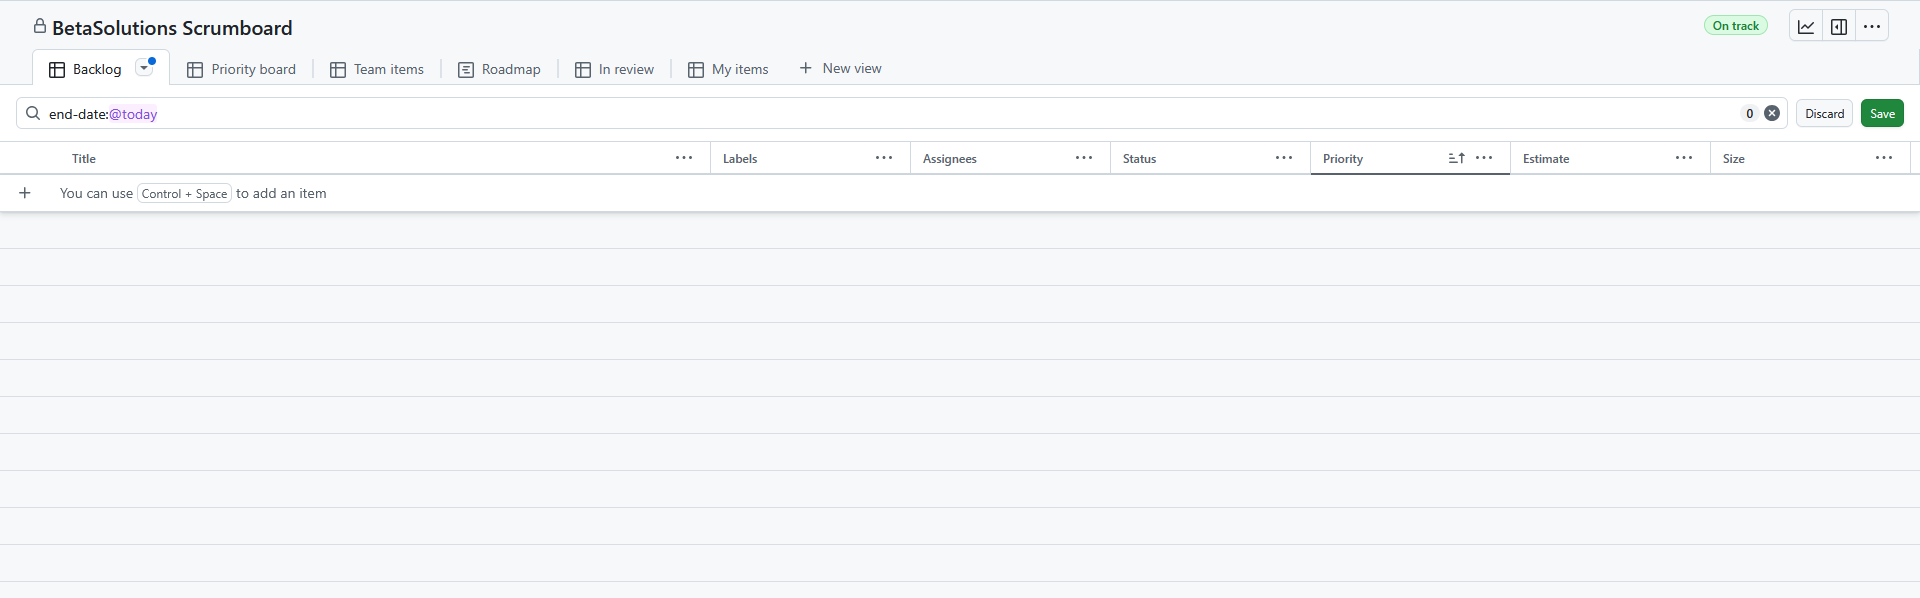 BetaSolutions Scrumboard
On track
Backlog
Priority board
Team items
Roadmap
In review
My items
New view
end-date:@today
0
Discard
Save
Title
Labels
Assignees
Status
Priority
Estimate
Size
You can use Control + Space to add an item